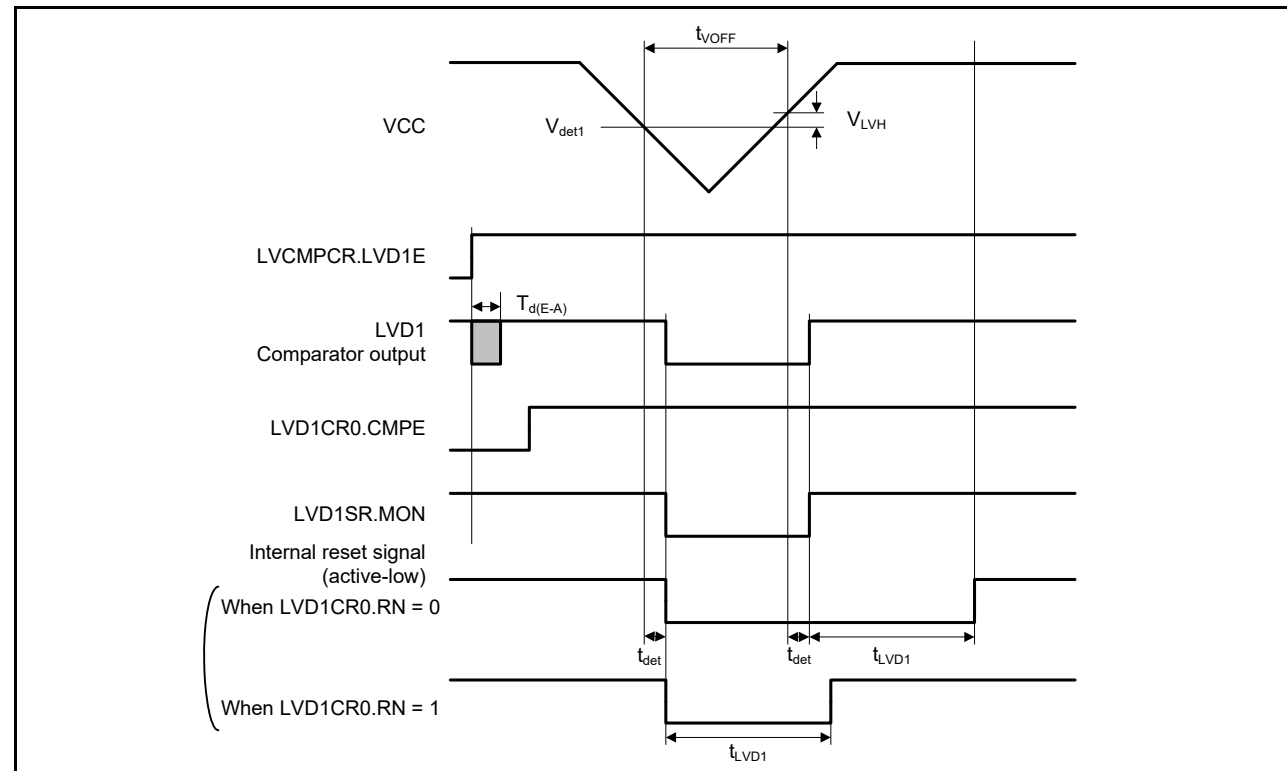 tVOFF
VCC
Vdet1
VLVH
LVCMPCR.LVD1E
Td(E-A)
LVD1
Comparator output
LVD1CR0.CMPE
LVD1SR.MON
Internal reset signal
(active-low)
When LVD1CR0.RN = 0
tdet
tdet
tLVD1
When LVD1CR0.RN = 1
tLVD1